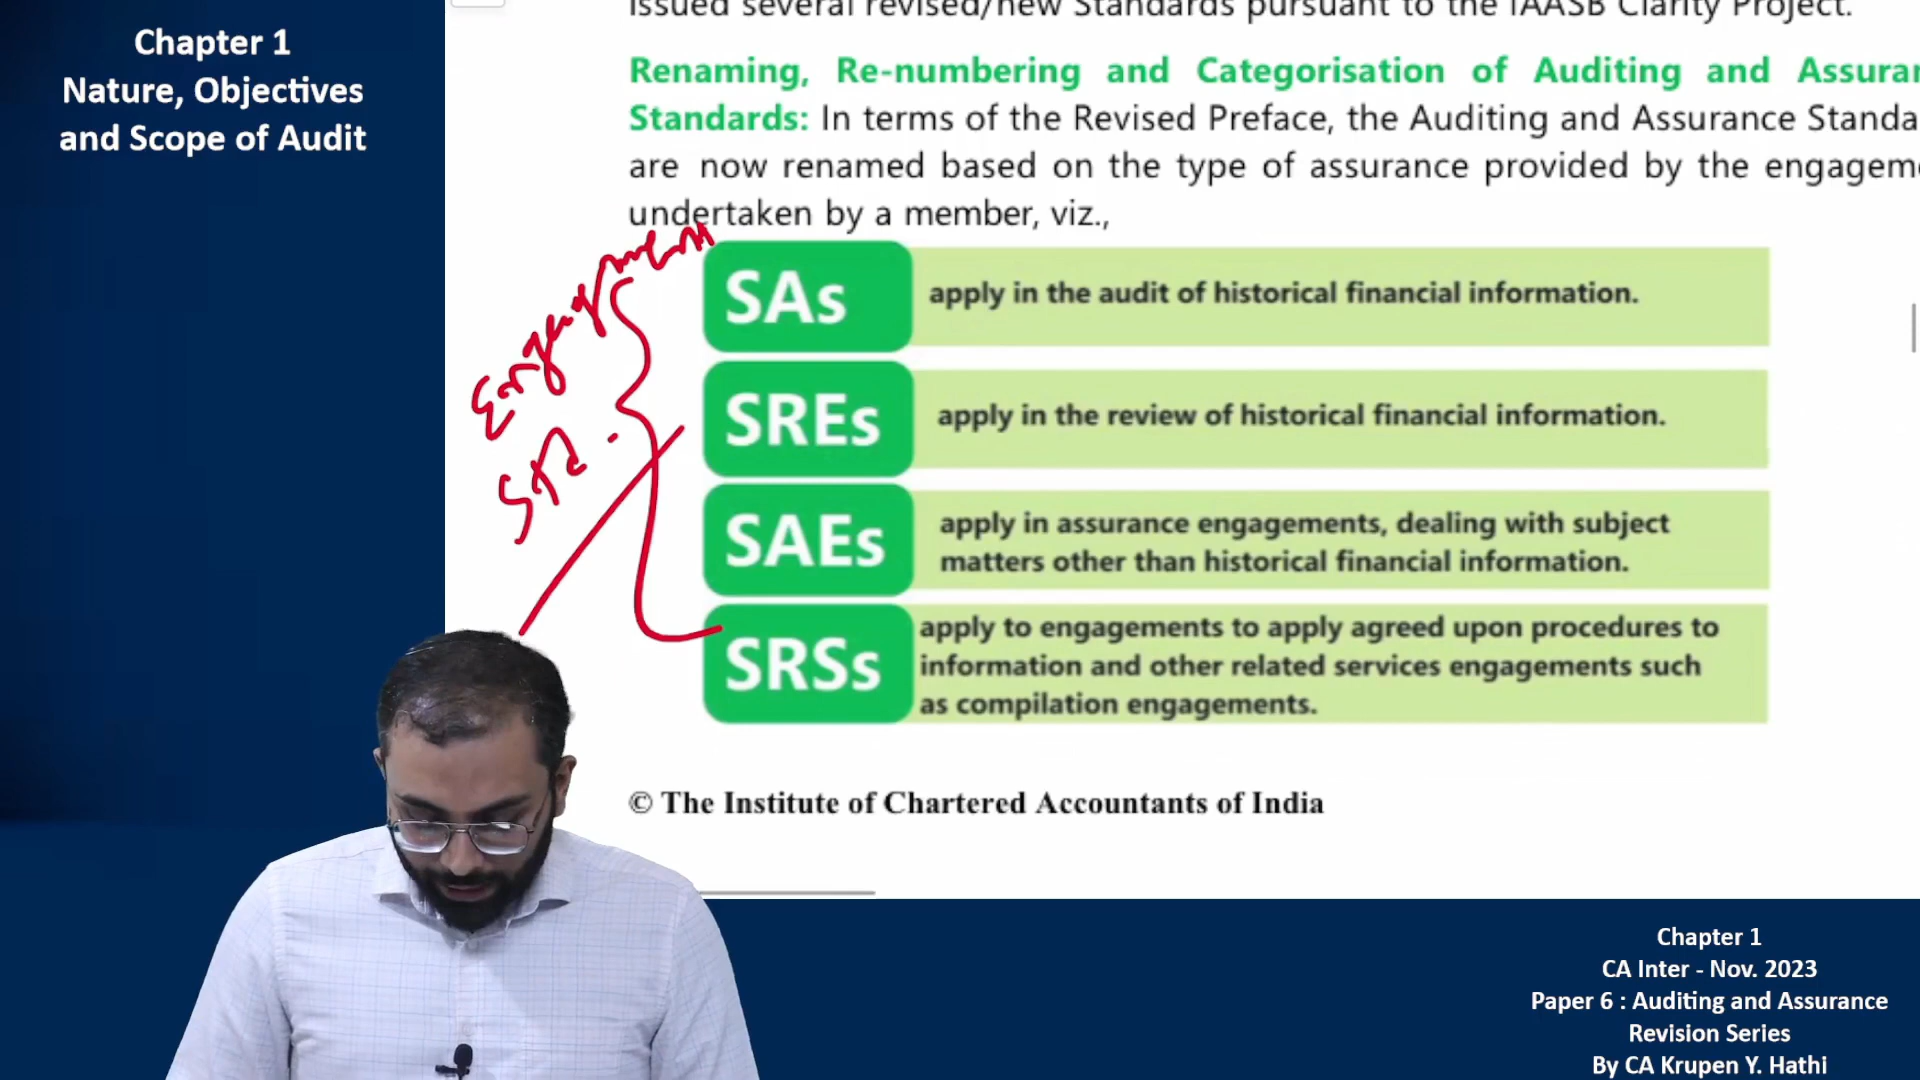 Chapter 1
Nature, Objectives
and Scope of Audit
issued several revised/new Standards pursuant to the IAASB Clarity Project.
Renaming, Re-numbering and Categorisation of Auditing and Assuran
Standards: In terms of the Revised Preface, the Auditing and Assurance Standa
are now renamed based on the type of assurance provided by the engagem
undertaken by a member, viz.,
Engagement
Std.
SAs apply in the audit of historical financial information.
SREs apply in the review of historical financial information.
SAEs apply in assurance engagements, dealing with subject
matters other than historical financial information.
SRSs apply to engagements to apply agreed upon procedures to
information and other related services engagements such
as compilation engagements.
© The Institute of Chartered Accountants of India
Chapter 1
CA Inter - Nov. 2023
Paper 6 : Auditing and Assurance
Revision Series
By CA Krupen Y. Hathi